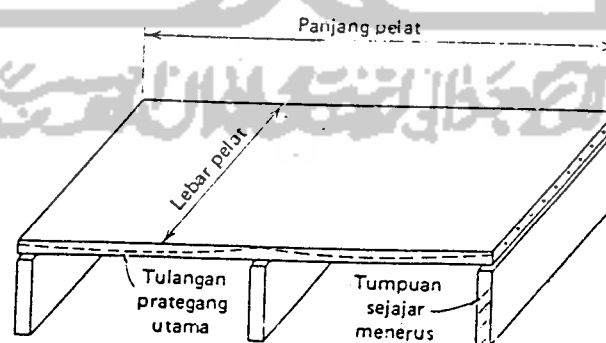 Panjang pelat
Lebar pelat
Tulangan
prategang
utama
Tumpuan
sejajar
menerus